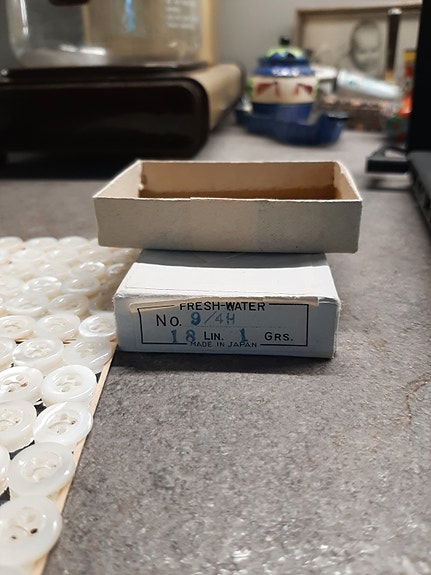 FRESH-WATER
No. 9/4H
18 LIN. 1 GRS.
MADE IN JAPAN